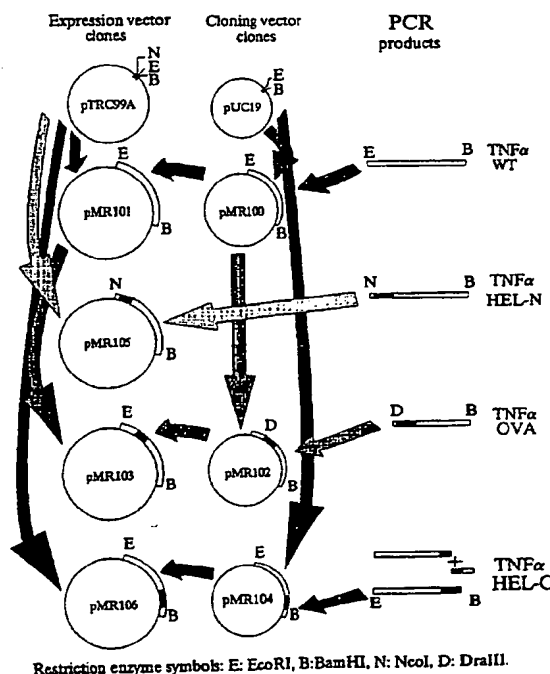 Expression vector
clones
Cloning vector
clones
PCR
products
N
E
B
pTRC99A
E
B
pUC19
E
B
pMR101
E
B
pMR100
E
B
TNFα
WT
N
B
pMR105
N
B
TNFα
HEL-N
E
B
pMR103
D
B
pMR102
D
B
TNFα
OVA
E
B
pMR106
E
B
pMR104
+
E
B
TNFα
HEL-C
Restriction enzyme symbols: E: EcoRI, B:BamHI, N: NcoI, D: DraIII.